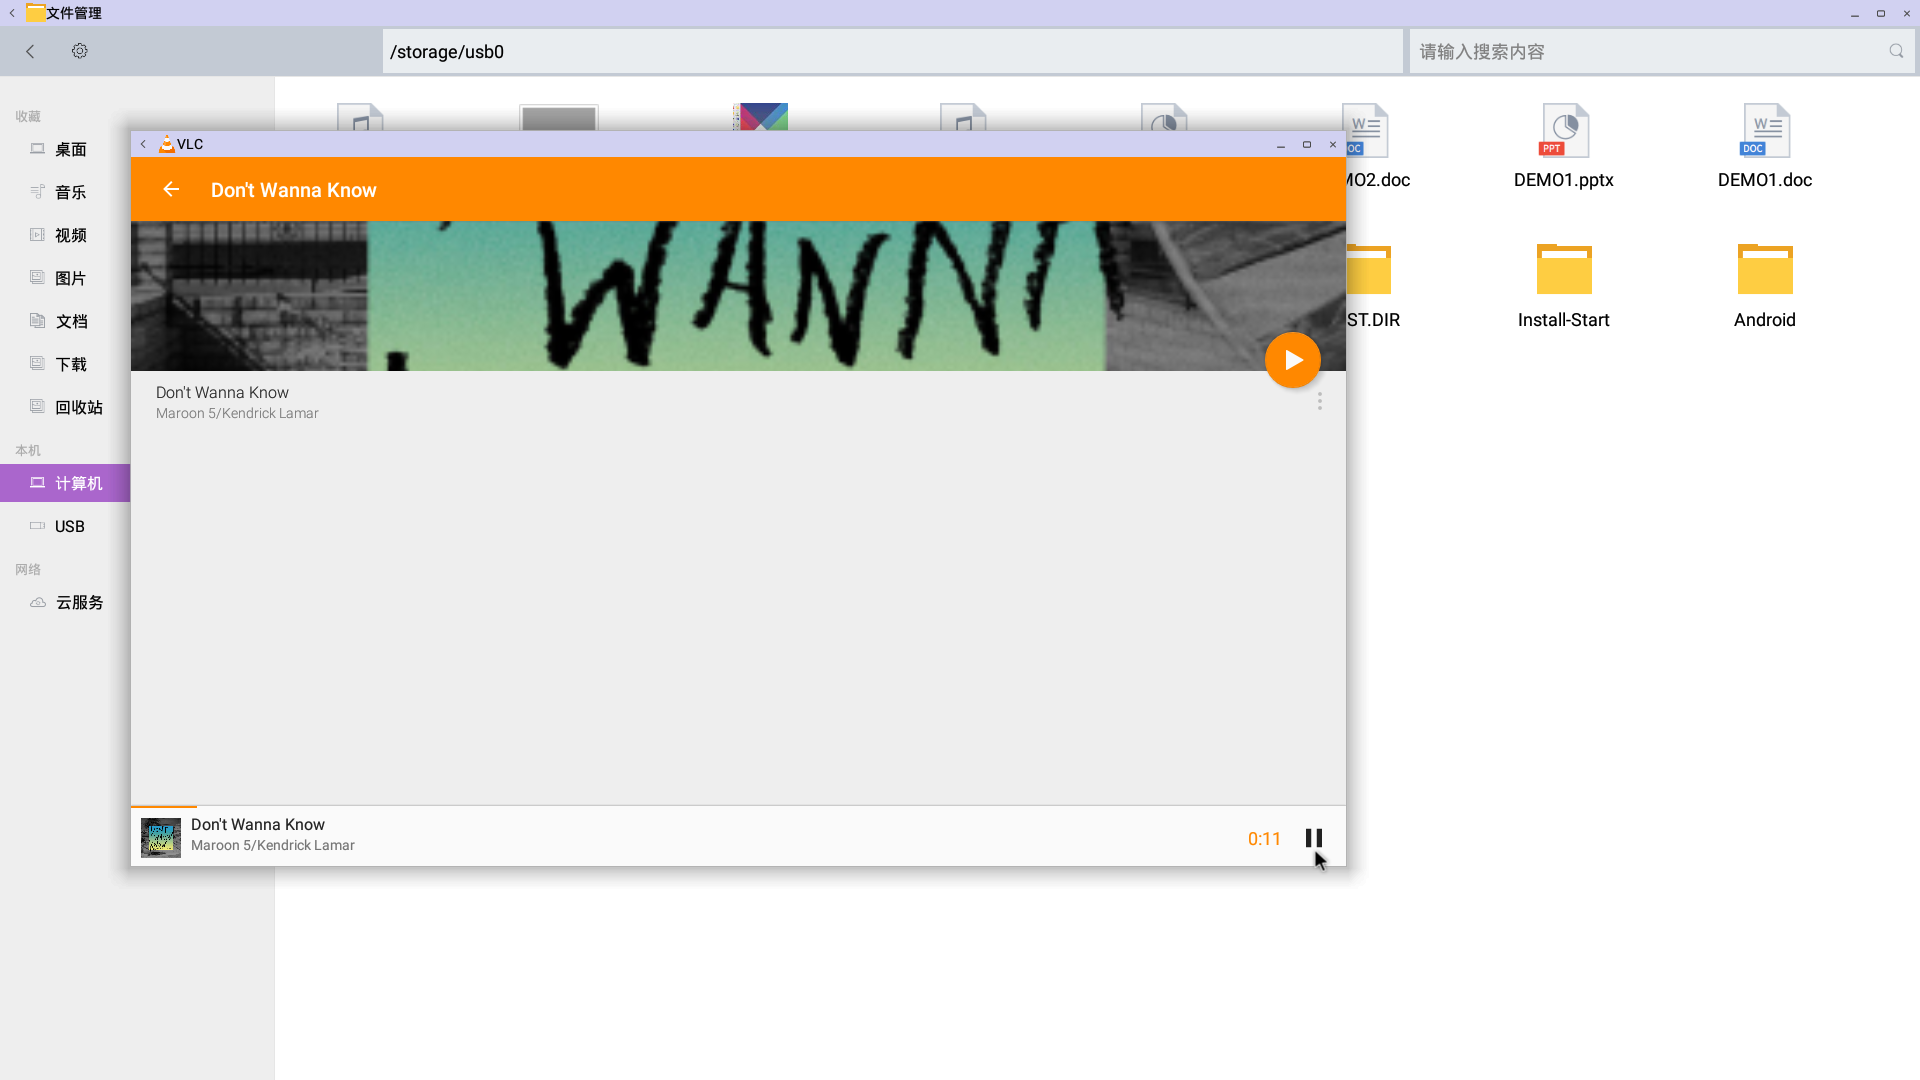 文件管理
/storage/usb0
请输入搜索内容
收藏
桌面
音乐
视频
图片
文档
下载
回收站
本机
计算机
USB
网络
云服务
W
DOC
PPT
W
DOC
DEMO1.pptx
DEMO1.doc
ST.DIR
Install-Start
Android
VLC
Don't Wanna Know
WANNA
Don't Wanna Know
Maroon 5/Kendrick Lamar
Don't Wanna Know
Maroon 5/Kendrick Lamar
0:11